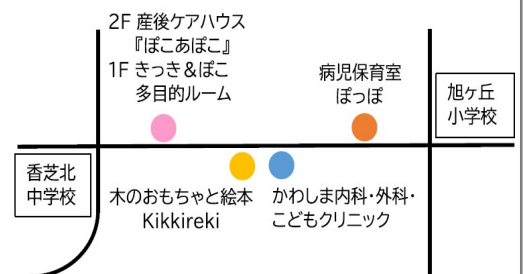 2F 産後ケアハウス
『ぽこあぽこ』
1F きっき＆ぽこ
多目的ルーム
病児保育室
ぽっぽ
旭ヶ丘
小学校
香芝北
中学校
木のおもちゃと絵本
Kikkireki
かわしま内科・外科・
こどもクリニック